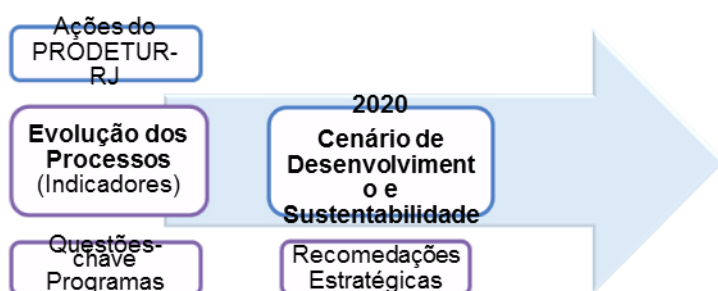 Ações do
PRODETUR-
RJ
Evolução dos
Processos
(Indicadores)
Questões-
chave
Programas
2020
Cenário de
Desenvolviment
o e
Sustentabilidade
Recomedações
Estratégicas